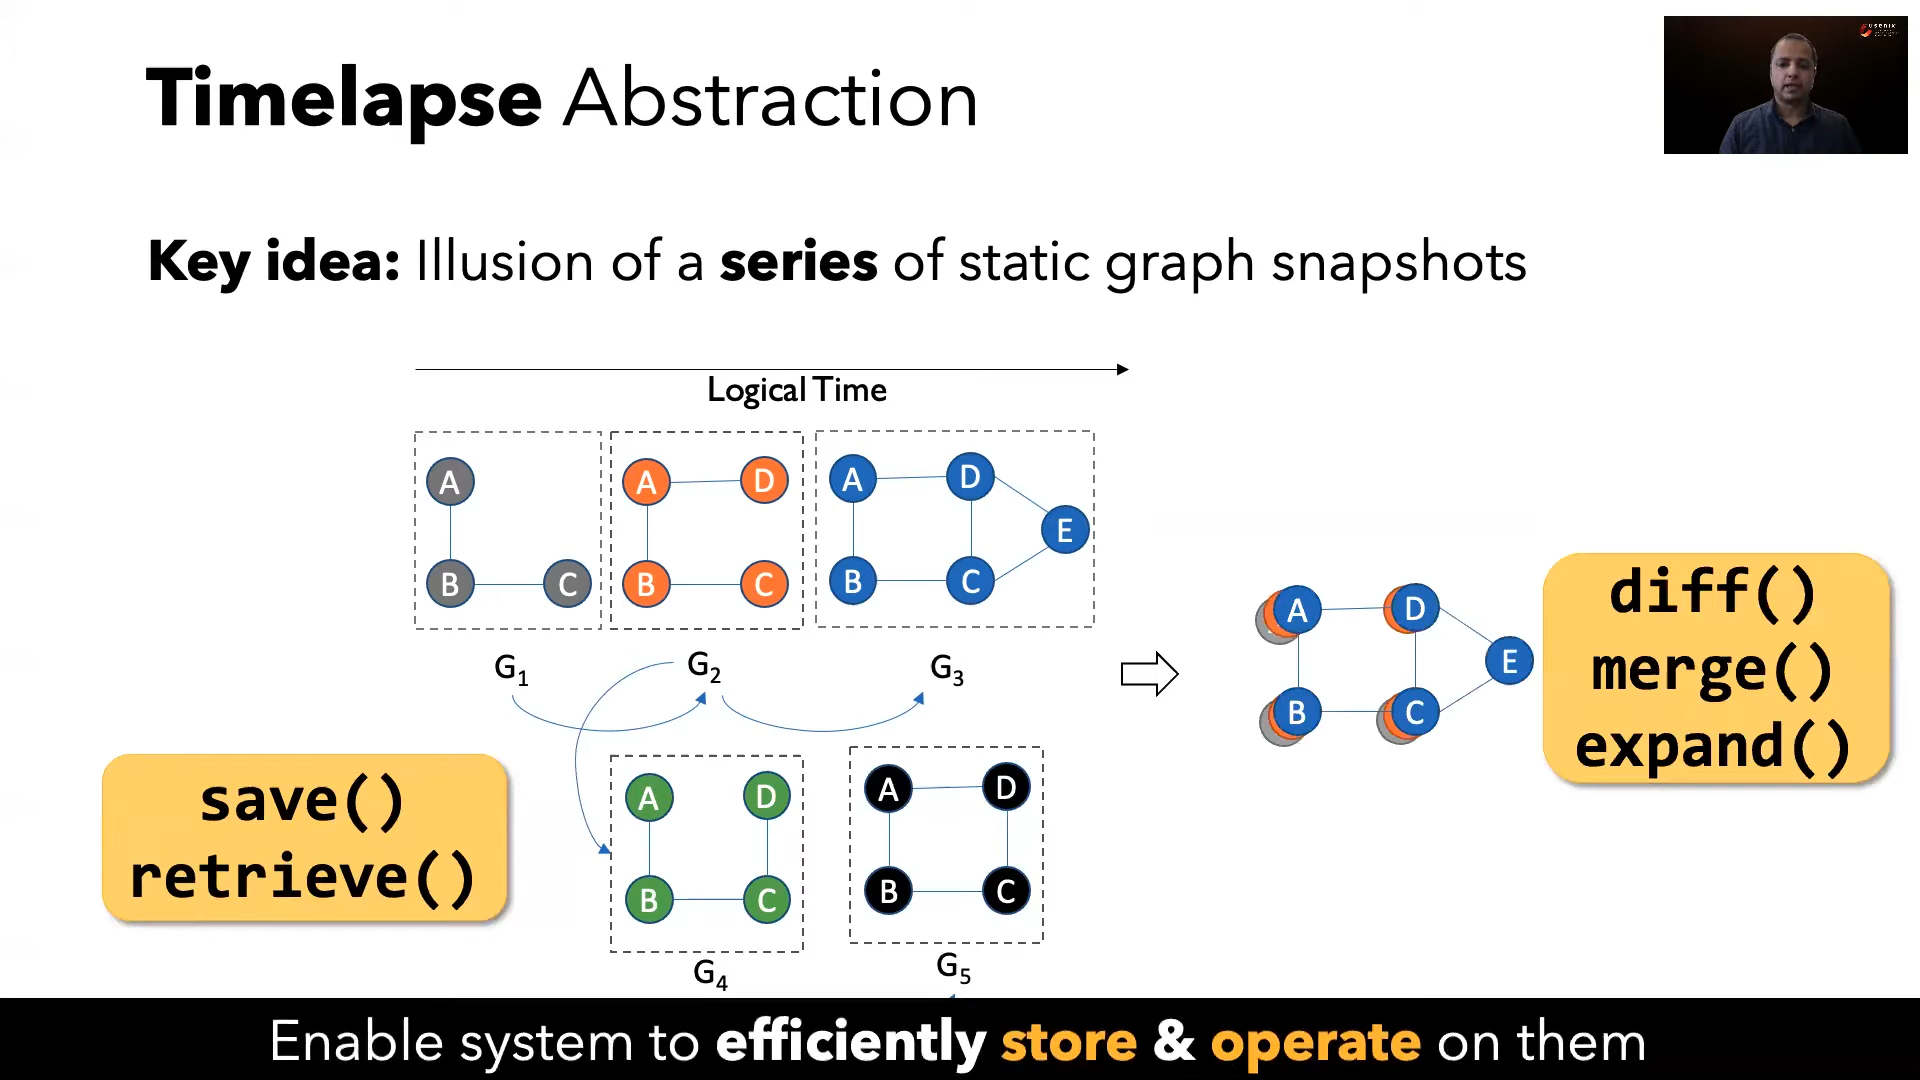 Timelapse Abstraction
USENIX
Key idea: Illusion of a series of static graph snapshots
Logical Time
A
B C
A D
B C
A D
E
B C
G1 G2 G3
A D
E
B C
diff()
merge()
expand()
save()
retrieve()
A D
B C
A D
B C
G4 G5
Enable system to efficiently store & operate on them